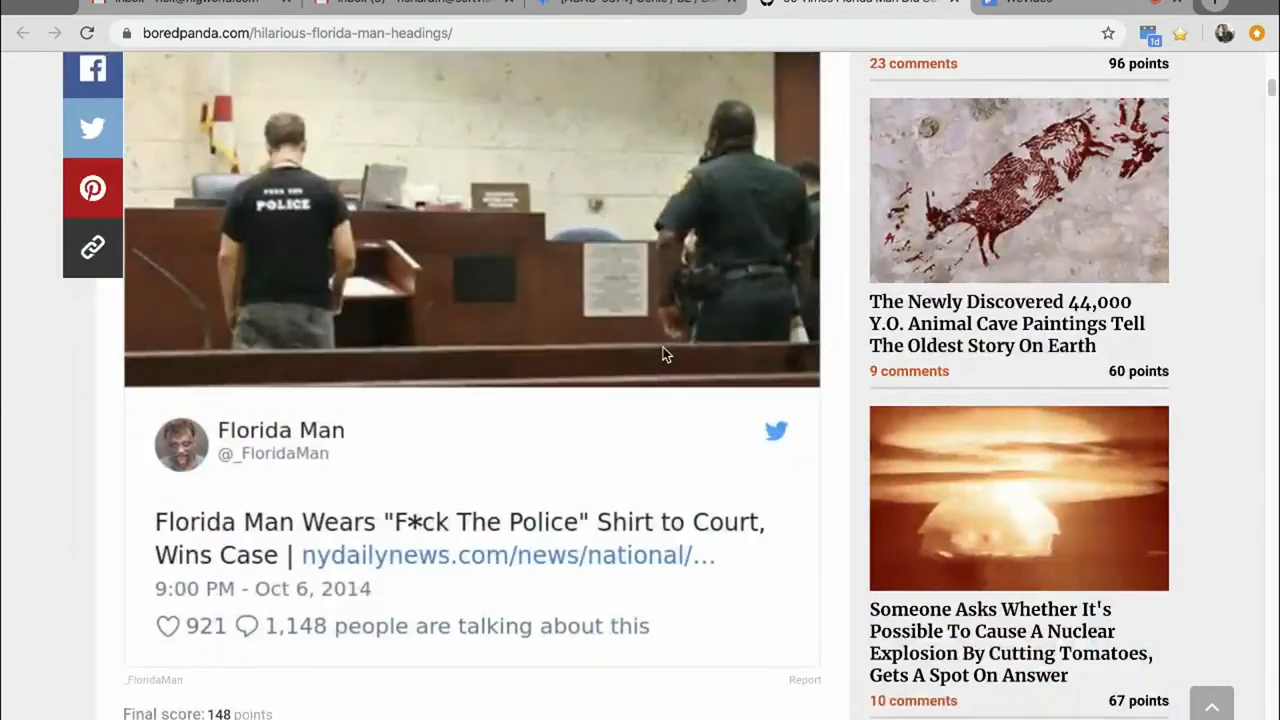 boredpanda.com/hilarious-florida-man-headings/
1d
POLICE
Florida Man
@_FloridaMan
Florida Man Wears "F*ck The Police" Shirt to Court,
Wins Case | nydailynews.com/news/national/...
9:00 PM - Oct 6, 2014
921 1,148 people are talking about this
_FloridaMan Report
Final score: 148 points
23 comments 96 points
The Newly Discovered 44,000
Y.O. Animal Cave Paintings Tell
The Oldest Story On Earth
9 comments 60 points
Someone Asks Whether It's
Possible To Cause A Nuclear
Explosion By Cutting Tomatoes,
Gets A Spot On Answer
10 comments 67 points